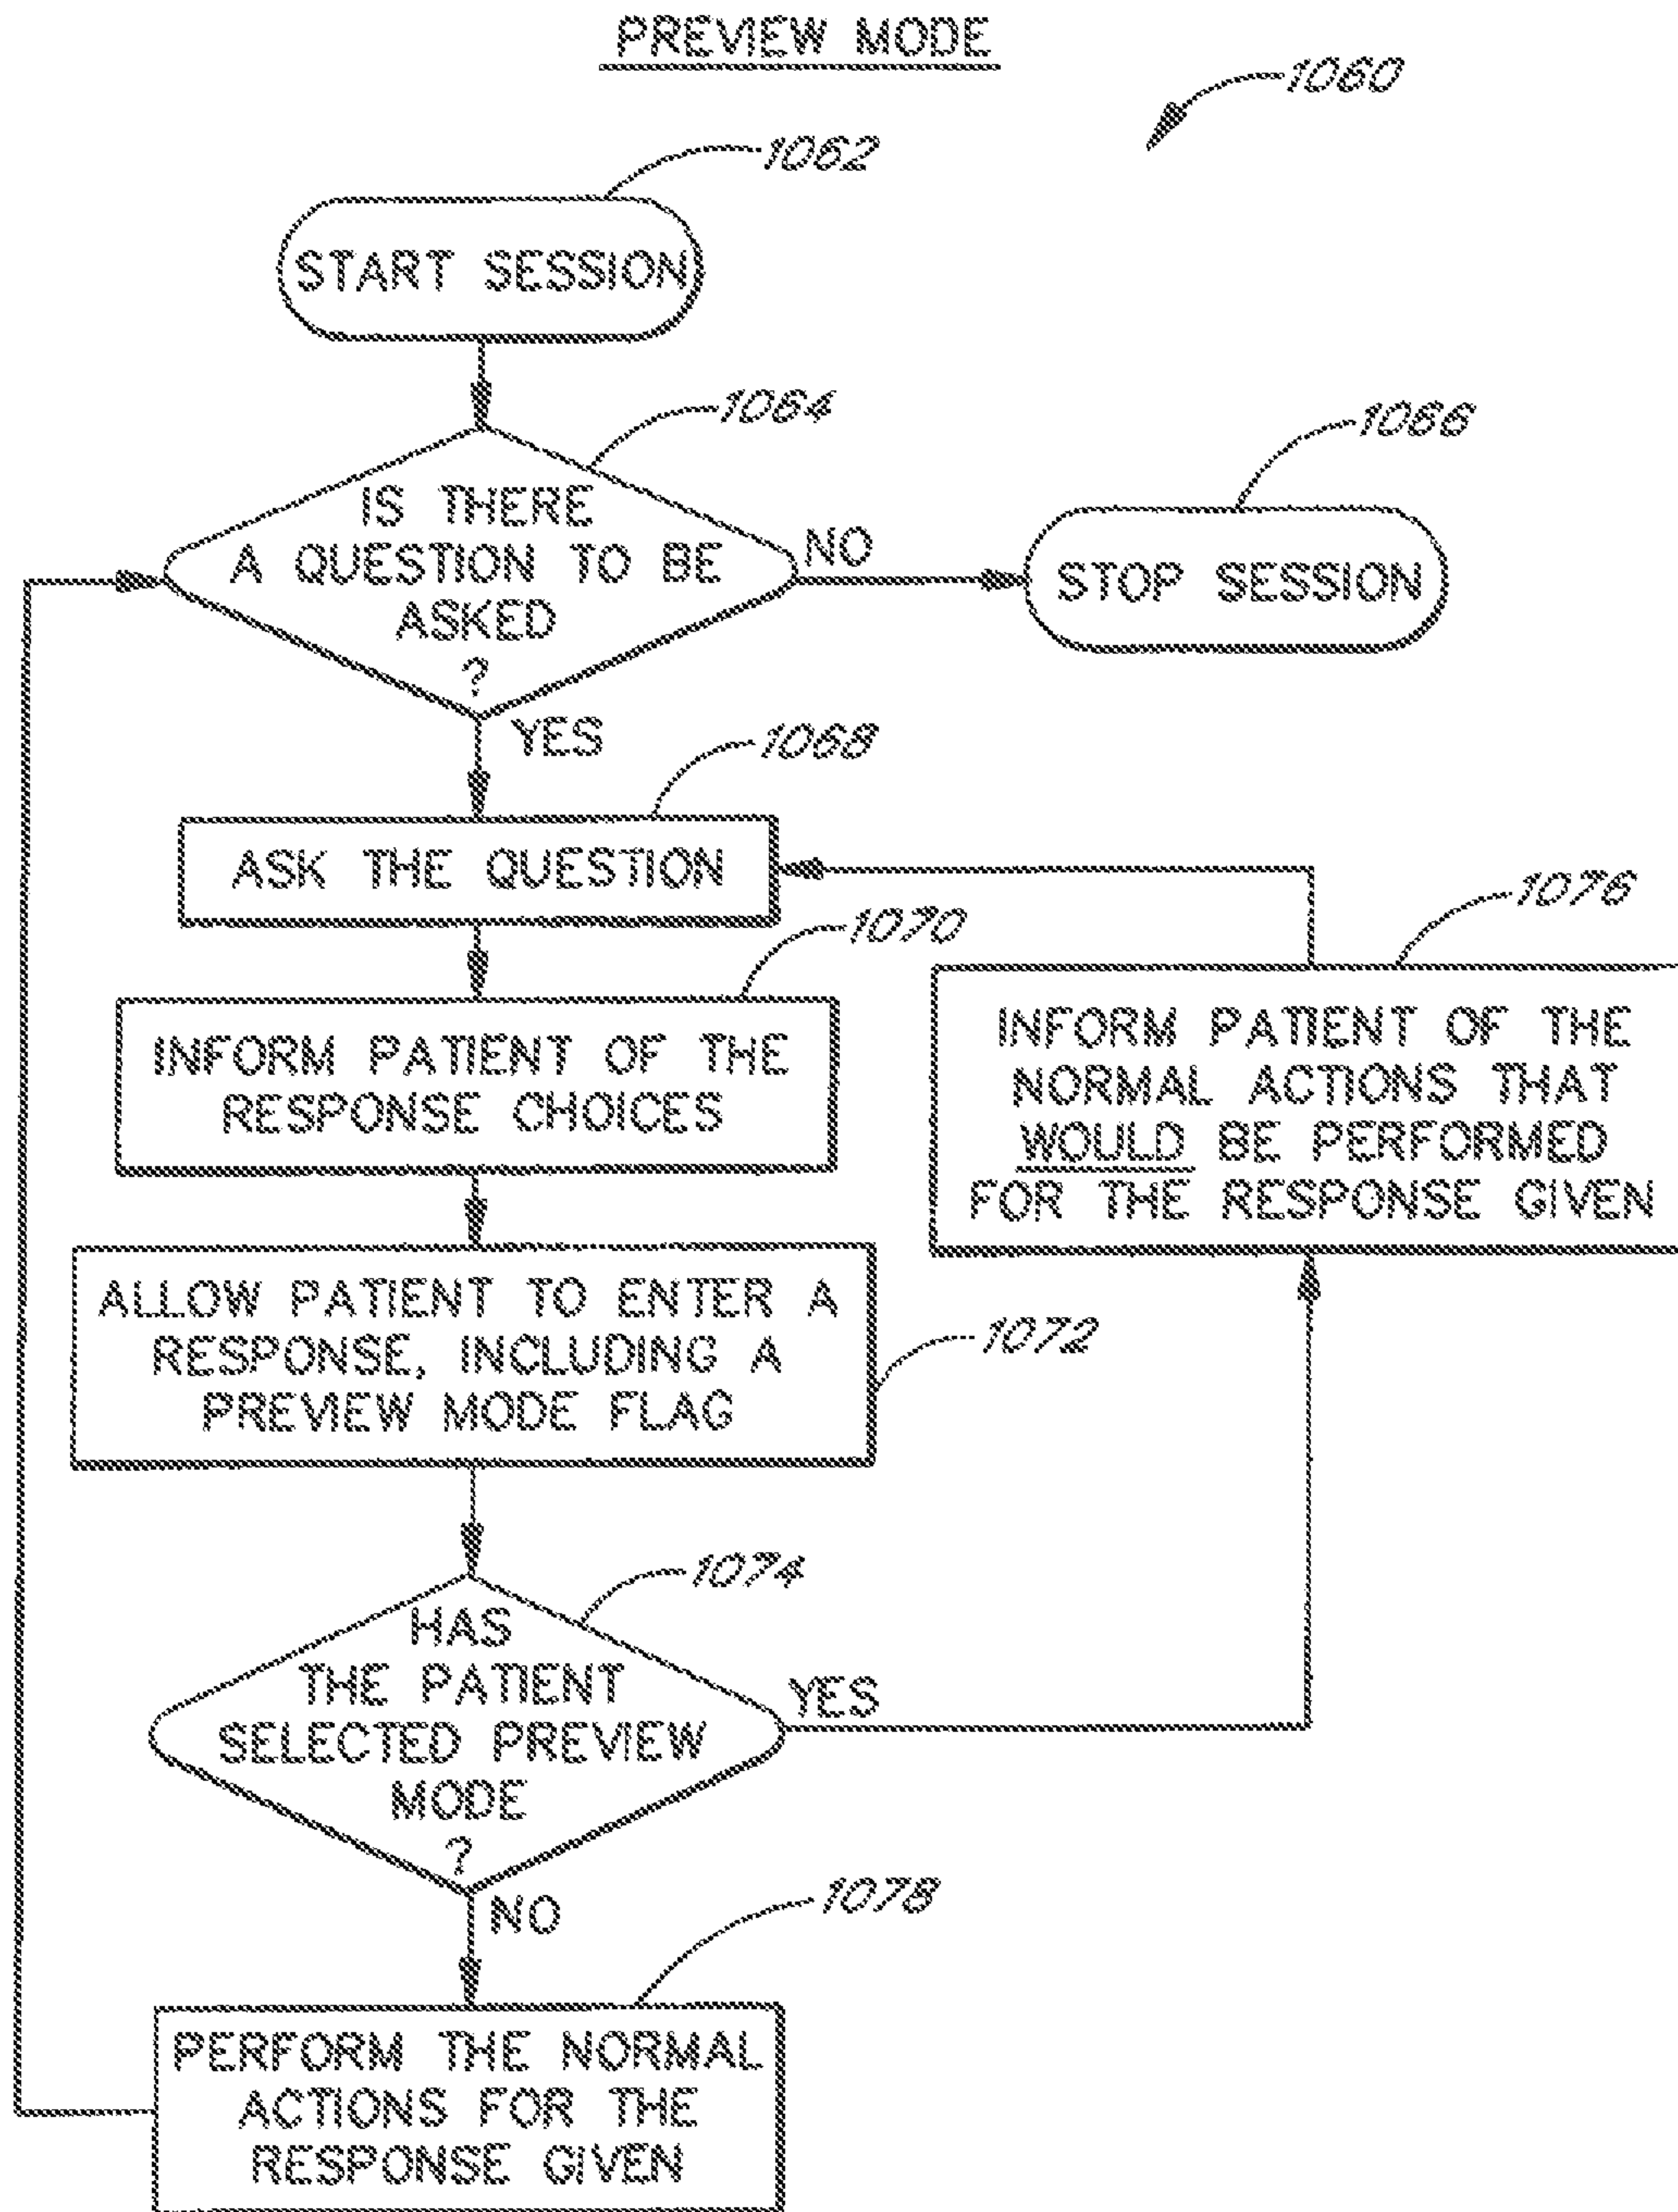 PREVIEW MODE
1060
1062
START SESSION
1064
IS THERE
A QUESTION TO BE
ASKED
?
NO
1066
STOP SESSION
YES
1068
ASK THE QUESTION
1070
INFORM PATIENT OF THE
RESPONSE CHOICES
1076
INFORM PATIENT OF THE
NORMAL ACTIONS THAT
WOULD BE PERFORMED
FOR THE RESPONSE GIVEN
ALLOW PATIENT TO ENTER A
RESPONSE, INCLUDING A
PREVIEW MODE FLAG
1072
1074
HAS
THE PATIENT
SELECTED PREVIEW
MODE
?
YES
NO
1078
PERFORM THE NORMAL
ACTIONS FOR THE
RESPONSE GIVEN